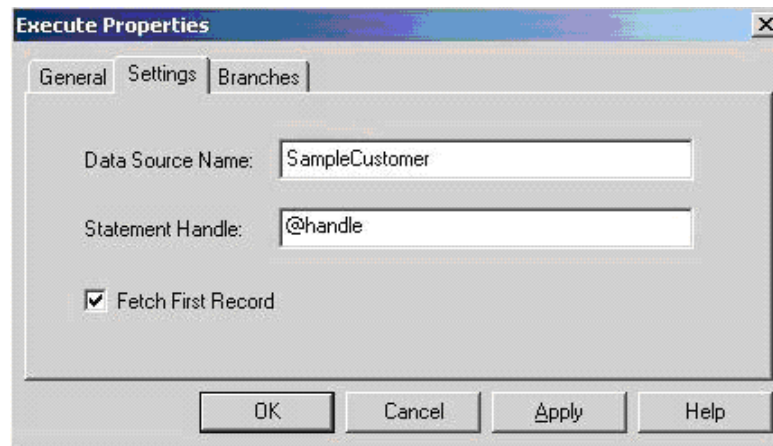 Execute Properties
General Settings Branches
Data Source Name: SampleCustomer
Statement Handle: @handle
Fetch First Record
OK Cancel Apply Help